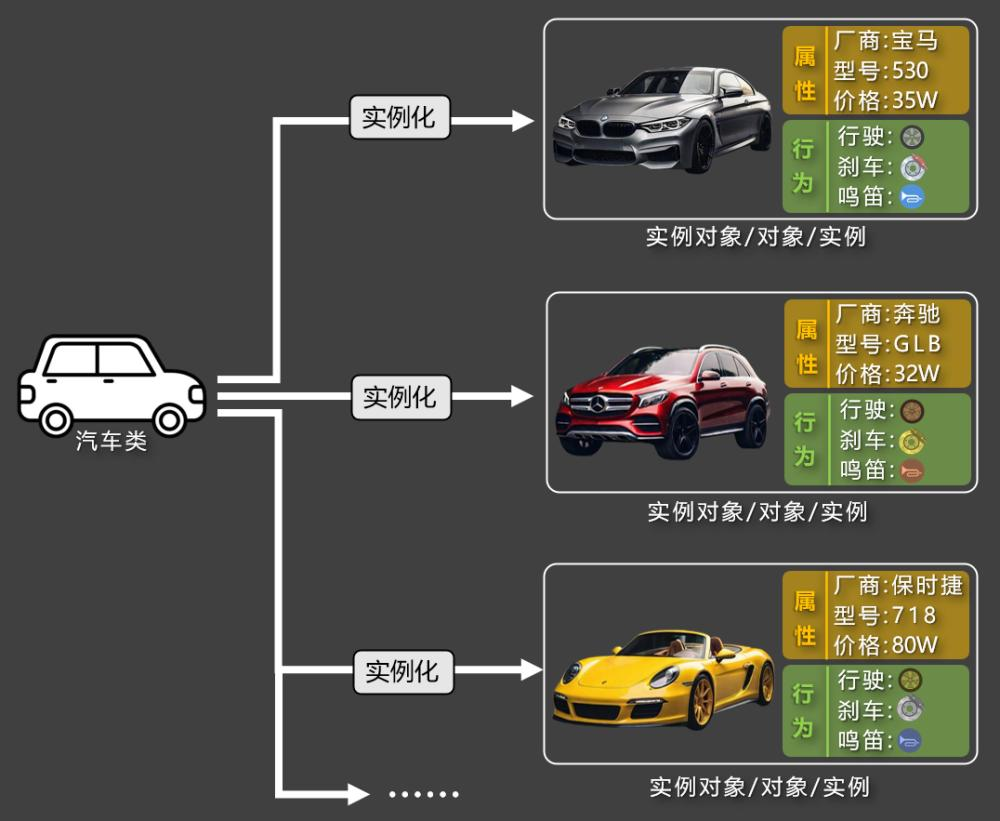 实例化
属性
厂商:宝马
型号:530
价格:35W
行为
行驶:
刹车:
鸣笛:
实例对象/对象/实例
汽车类
实例化
属性
厂商:奔驰
型号:GLB
价格:32W
行为
行驶:
刹车:
鸣笛:
实例对象/对象/实例
实例化
属性
厂商:保时捷
型号:718
价格:80W
行为
行驶:
刹车:
鸣笛:
实例对象/对象/实例
······